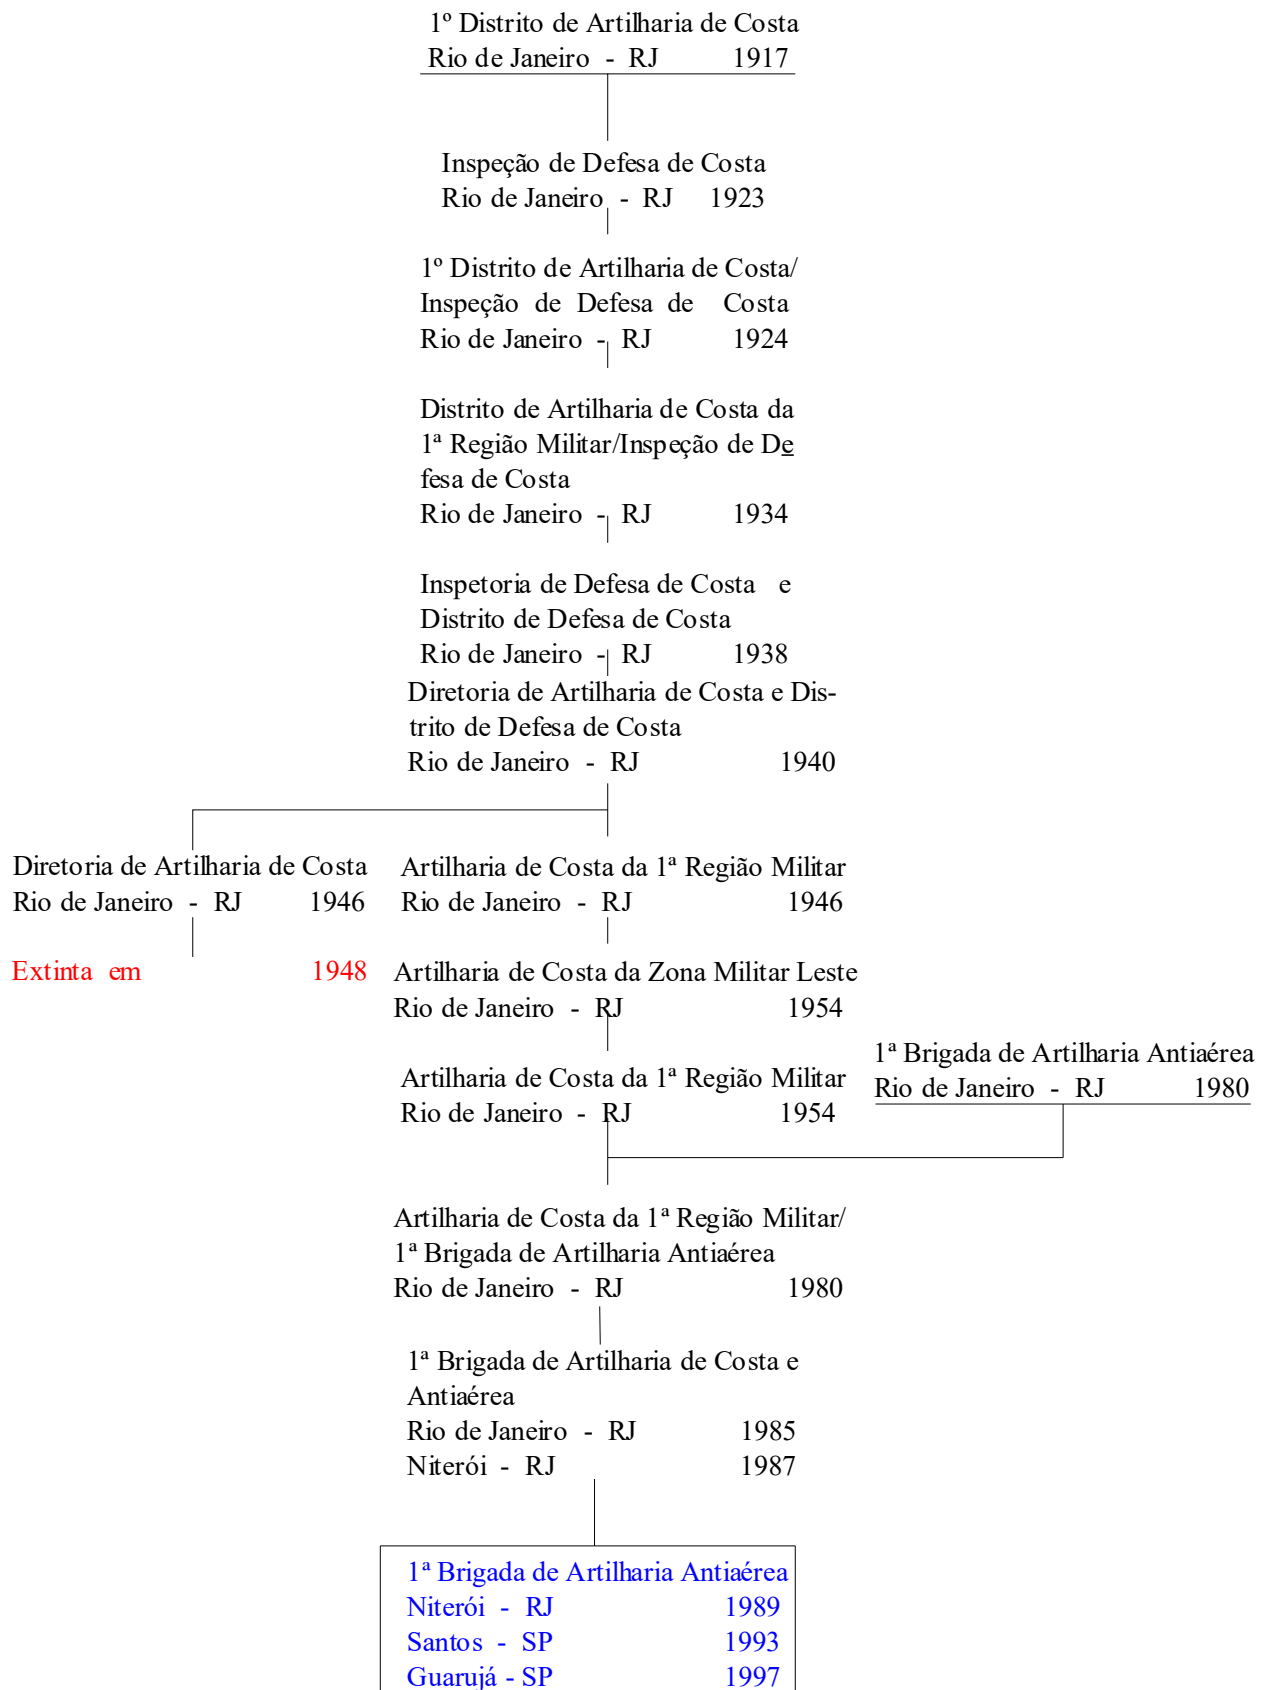 1º Distrito de Artilharia de Costa
Rio de Janeiro - RJ 1917
Inspeção de Defesa de Costa
Rio de Janeiro - RJ 1923
1º Distrito de Artilharia de Costa/
Inspeção de Defesa de Costa
Rio de Janeiro - RJ 1924
Distrito de Artilharia de Costa da
1ª Região Militar/Inspeção de De
fesa de Costa
Rio de Janeiro - RJ 1934
Inspetoria de Defesa de Costa e
Distrito de Defesa de Costa
Rio de Janeiro - RJ 1938
Diretoria de Artilharia de Costa e Dis-
trito de Defesa de Costa
Rio de Janeiro - RJ 1940
Diretoria de Artilharia de Costa
Rio de Janeiro - RJ 1946
Extinta em 1948
Artilharia de Costa da 1ª Região Militar
Rio de Janeiro - RJ 1946
Artilharia de Costa da Zona Militar Leste
Rio de Janeiro - RJ 1954
Artilharia de Costa da 1ª Região Militar
Rio de Janeiro - RJ 1954
1ª Brigada de Artilharia Antiaérea
Rio de Janeiro - RJ 1980
Artilharia de Costa da 1ª Região Militar/
1ª Brigada de Artilharia Antiaérea
Rio de Janeiro - RJ 1980
1ª Brigada de Artilharia de Costa e
Antiaérea
Rio de Janeiro - RJ 1985
Niterói - RJ 1987
1ª Brigada de Artilharia Antiaérea
Niterói - RJ 1989
Santos - SP 1993
Guarujá - SP 1997